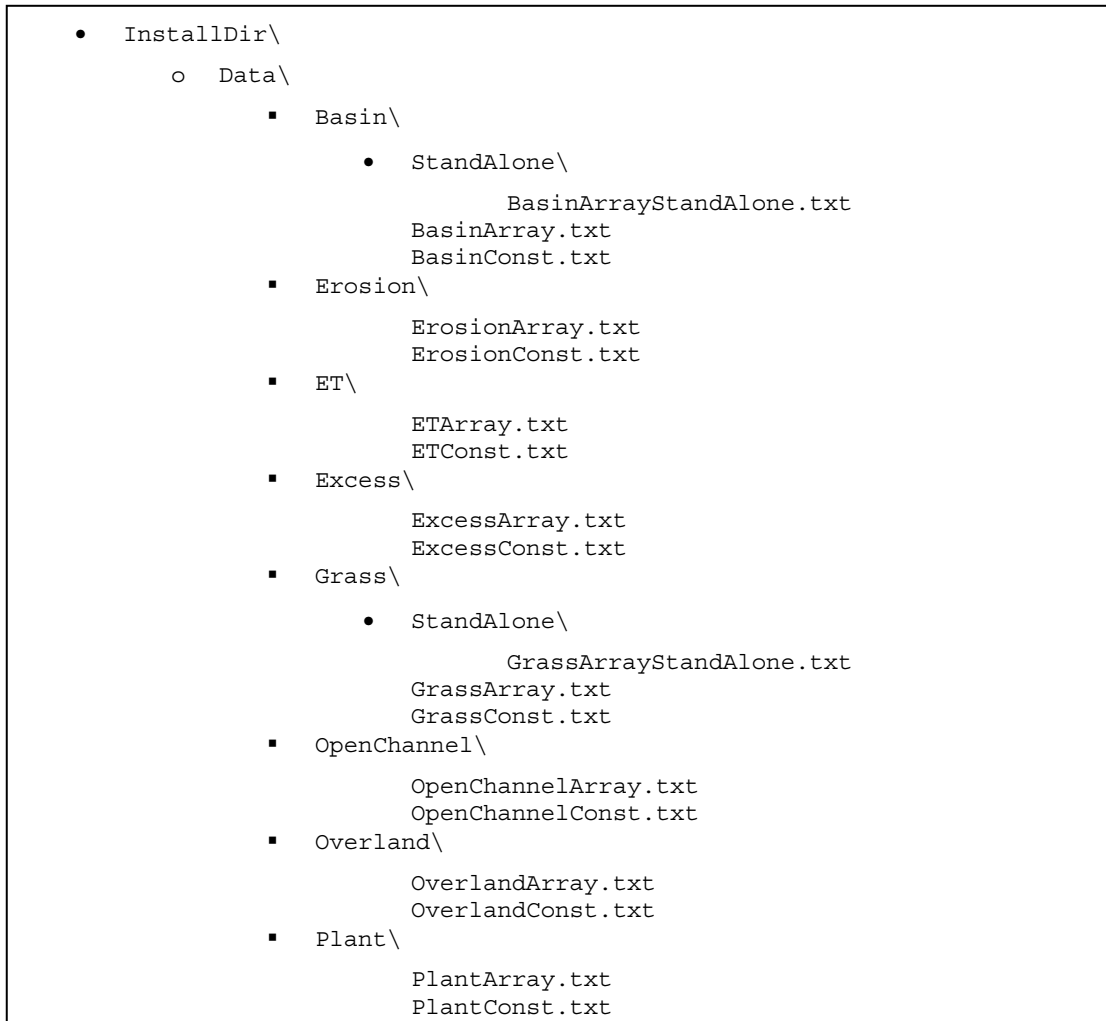 • InstallDir\
o Data\
▪ Basin\
• StandAlone\
BasinArrayStandAlone.txt
BasinArray.txt
BasinConst.txt
▪ Erosion\
ErosionArray.txt
ErosionConst.txt
▪ ET\
ETArray.txt
ETConst.txt
▪ Excess\
ExcessArray.txt
ExcessConst.txt
▪ Grass\
• StandAlone\
GrassArrayStandAlone.txt
GrassArray.txt
GrassConst.txt
▪ OpenChannel\
OpenChannelArray.txt
OpenChannelConst.txt
▪ Overland\
OverlandArray.txt
OverlandConst.txt
▪ Plant\
PlantArray.txt
PlantConst.txt